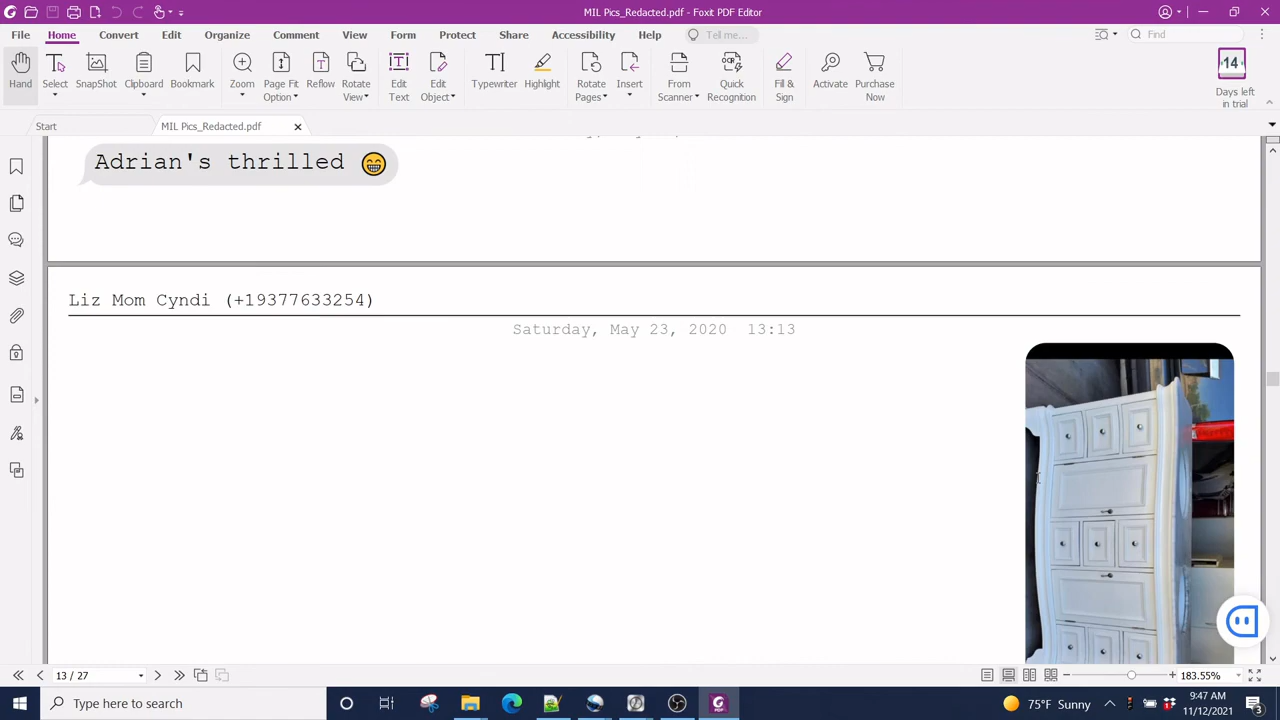 MIL Pics_Redacted.pdf - Foxit PDF Editor
File Home Convert Edit Organize Comment View Form Protect Share Accessibility Help Tell me... Find
Hand Select SnapShot Clipboard Bookmark Zoom Page Fit Option Reflow Rotate View Edit Text Edit Object Typewriter Highlight Rotate Pages Insert From Scanner Quick Recognition Fill & Sign Activate Purchase Now 14 Days left in trial
Start MIL Pics_Redacted.pdf
Adrian's thrilled 😁
Liz Mom Cyndi (+19377633254)
Saturday, May 23, 2020 13:13
13 / 27 183.55%
Type here to search 75°F Sunny 9:47 AM
11/12/2021 3